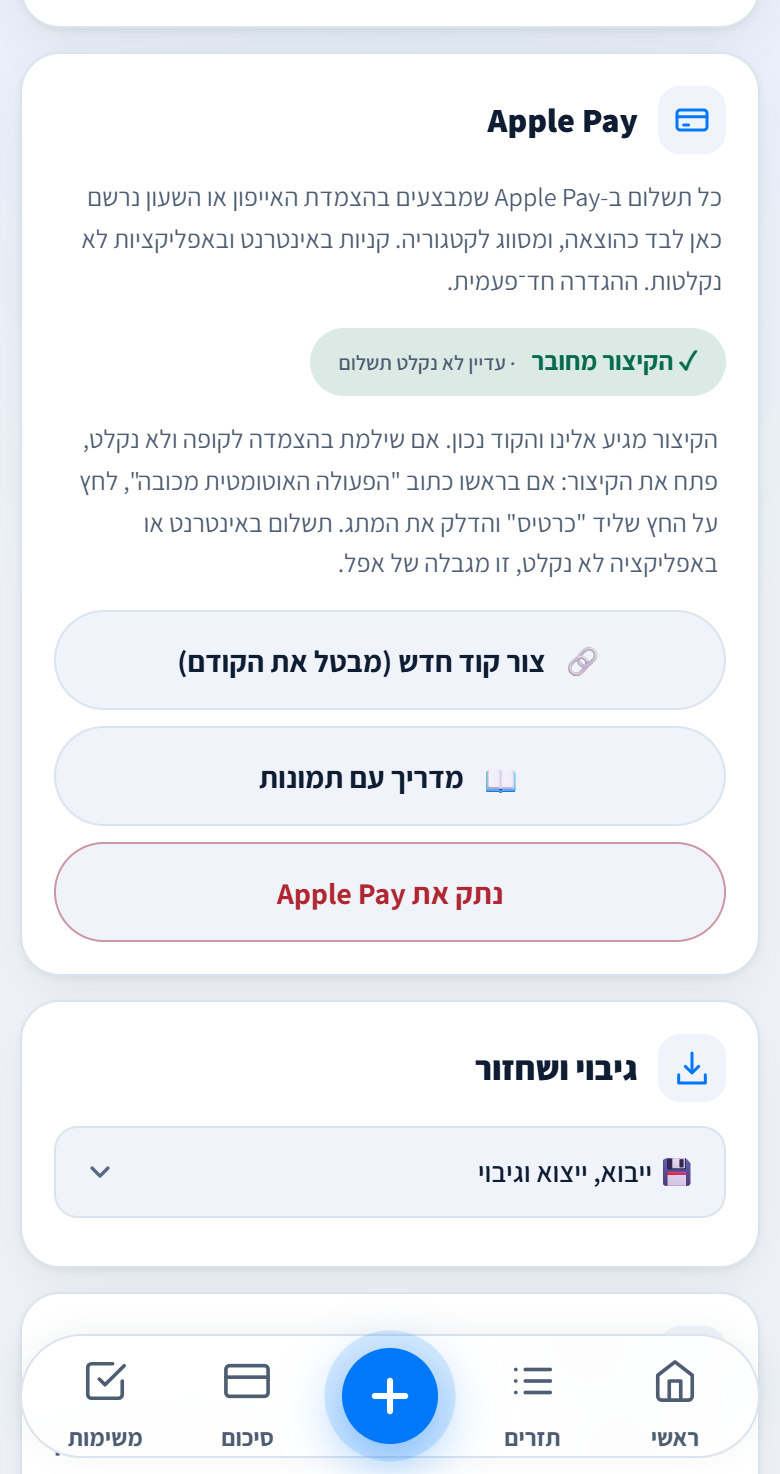 Apple Pay
כל תשלום ב-Apple Pay שמבצעים בהצמדת האייפון או השעון נרשם
כאן לבד כהוצאה, ומסווג לקטגוריה. קניות באינטרנט ובאפליקציות לא
נקלטות. ההגדרה חד־פעמית.
✓ הקיצור מחובר · עדיין לא נקלט תשלום
הקיצור מגיע אלינו והקוד נכון. אם שילמת בהצמדה לקופה ולא נקלט,
פתח את הקיצור: אם בראשו כתוב "הפעולה האוטומטית מכובה", לחץ
על החץ שליד "כרטיס" והדלק את המתג. תשלום באינטרנט או
באפליקציה לא נקלט, זו מגבלה של אפל.
צור קוד חדש (מבטל את הקודם)
מדריך עם תמונות
נתק את Apple Pay
גיבוי ושחזור
ייבוא, ייצוא וגיבוי
ראשי
תזרים
סיכום
משימות